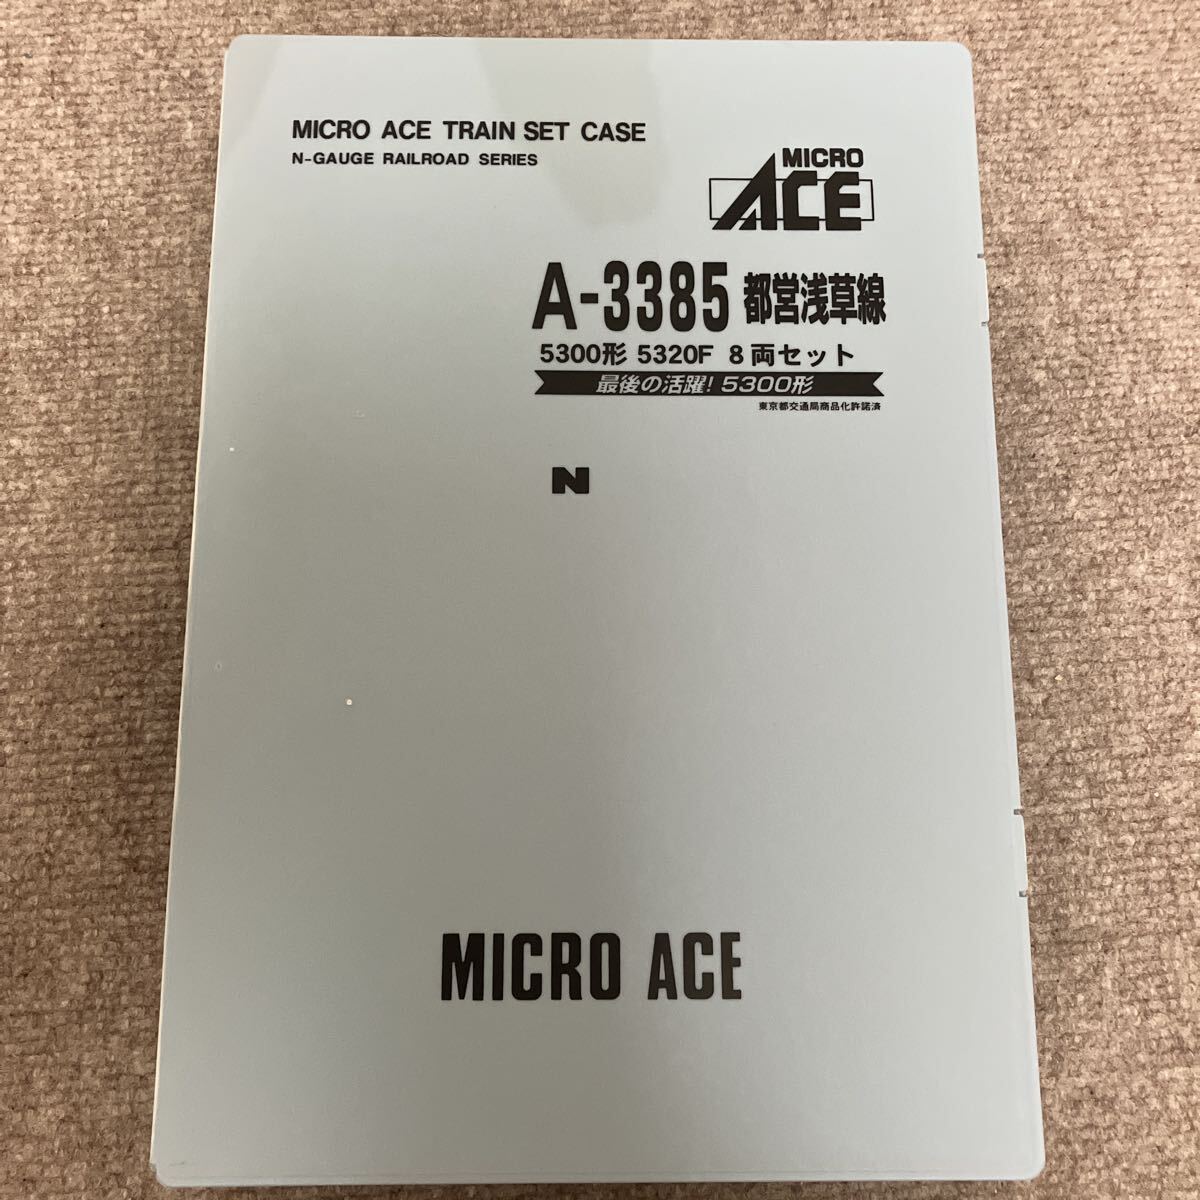 MICRO ACE TRAIN SET CASE
N-GAUGE RAILROAD SERIES
MICRO
ACE
A-3385 都営浅草線
5300形 5320F 8両セット
最後の活躍! 5300形
東京都交通局商品化許諾済
N
MICRO ACE